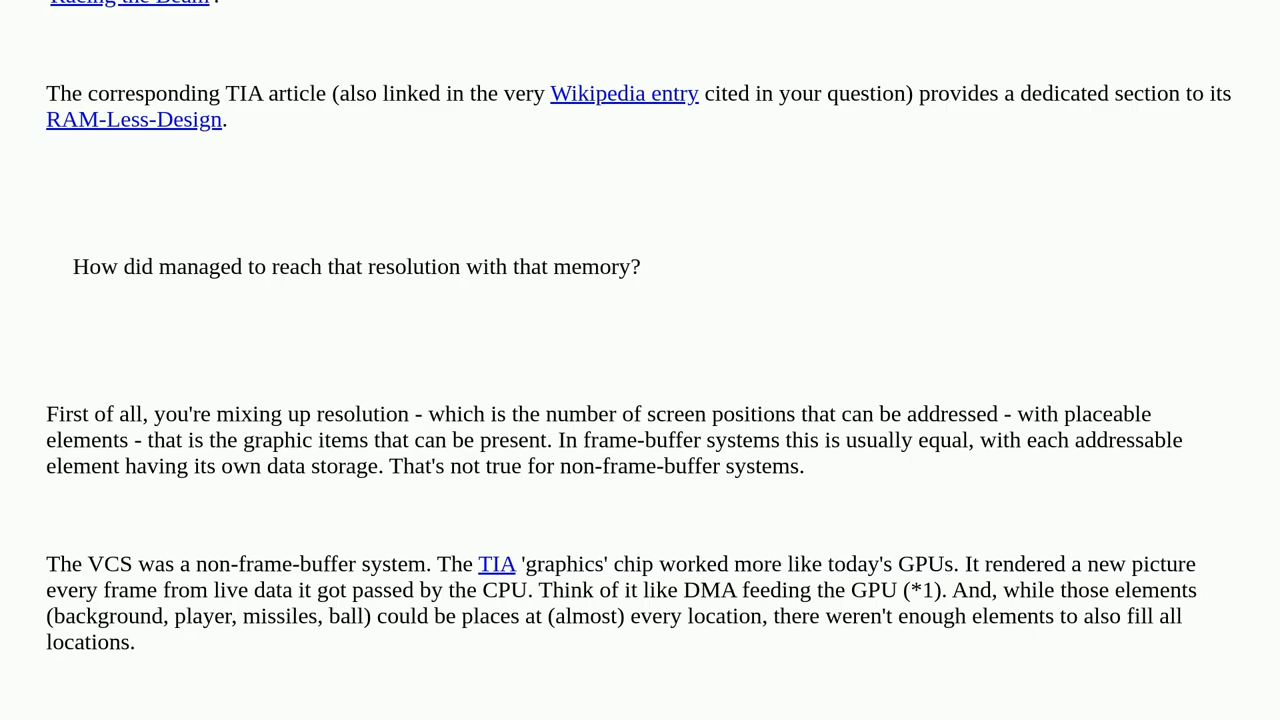 'Racing the Beam'.
The corresponding TIA article (also linked in the very Wikipedia entry cited in your question) provides a dedicated section to its
RAM-Less-Design.
How did managed to reach that resolution with that memory?
First of all, you're mixing up resolution - which is the number of screen positions that can be addressed - with placeable
elements - that is the graphic items that can be present. In frame-buffer systems this is usually equal, with each addressable
element having its own data storage. That's not true for non-frame-buffer systems.
The VCS was a non-frame-buffer system. The TIA 'graphics' chip worked more like today's GPUs. It rendered a new picture
every frame from live data it got passed by the CPU. Think of it like DMA feeding the GPU (*1). And, while those elements
(background, player, missiles, ball) could be places at (almost) every location, there weren't enough elements to also fill all
locations.